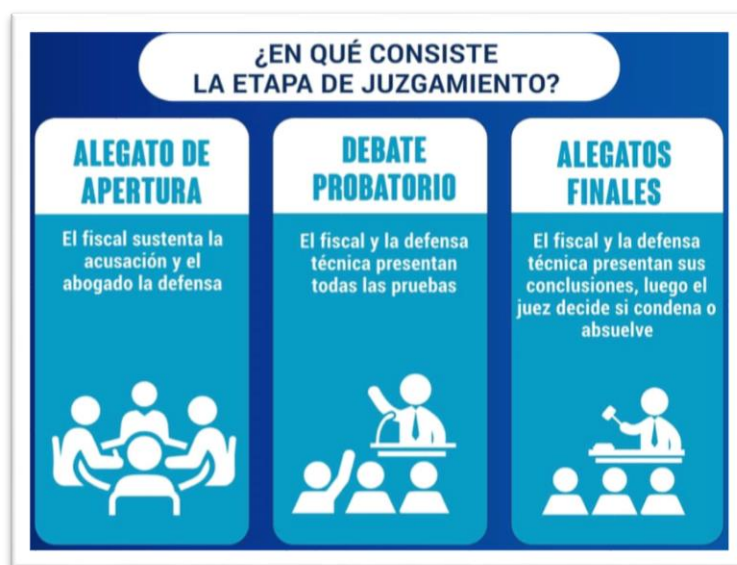 ¿EN QUÉ CONSISTE
LA ETAPA DE JUZGAMIENTO?
ALEGATO DE
APERTURA
El fiscal sustenta la
acusación y el
abogado la defensa
DEBATE
PROBATORIO
El fiscal y la defensa
técnica presentan
todas las pruebas
ALEGATOS
FINALES
El fiscal y la defensa
técnica presentan sus
conclusiones, luego el
juez decide si condena o
absuelve